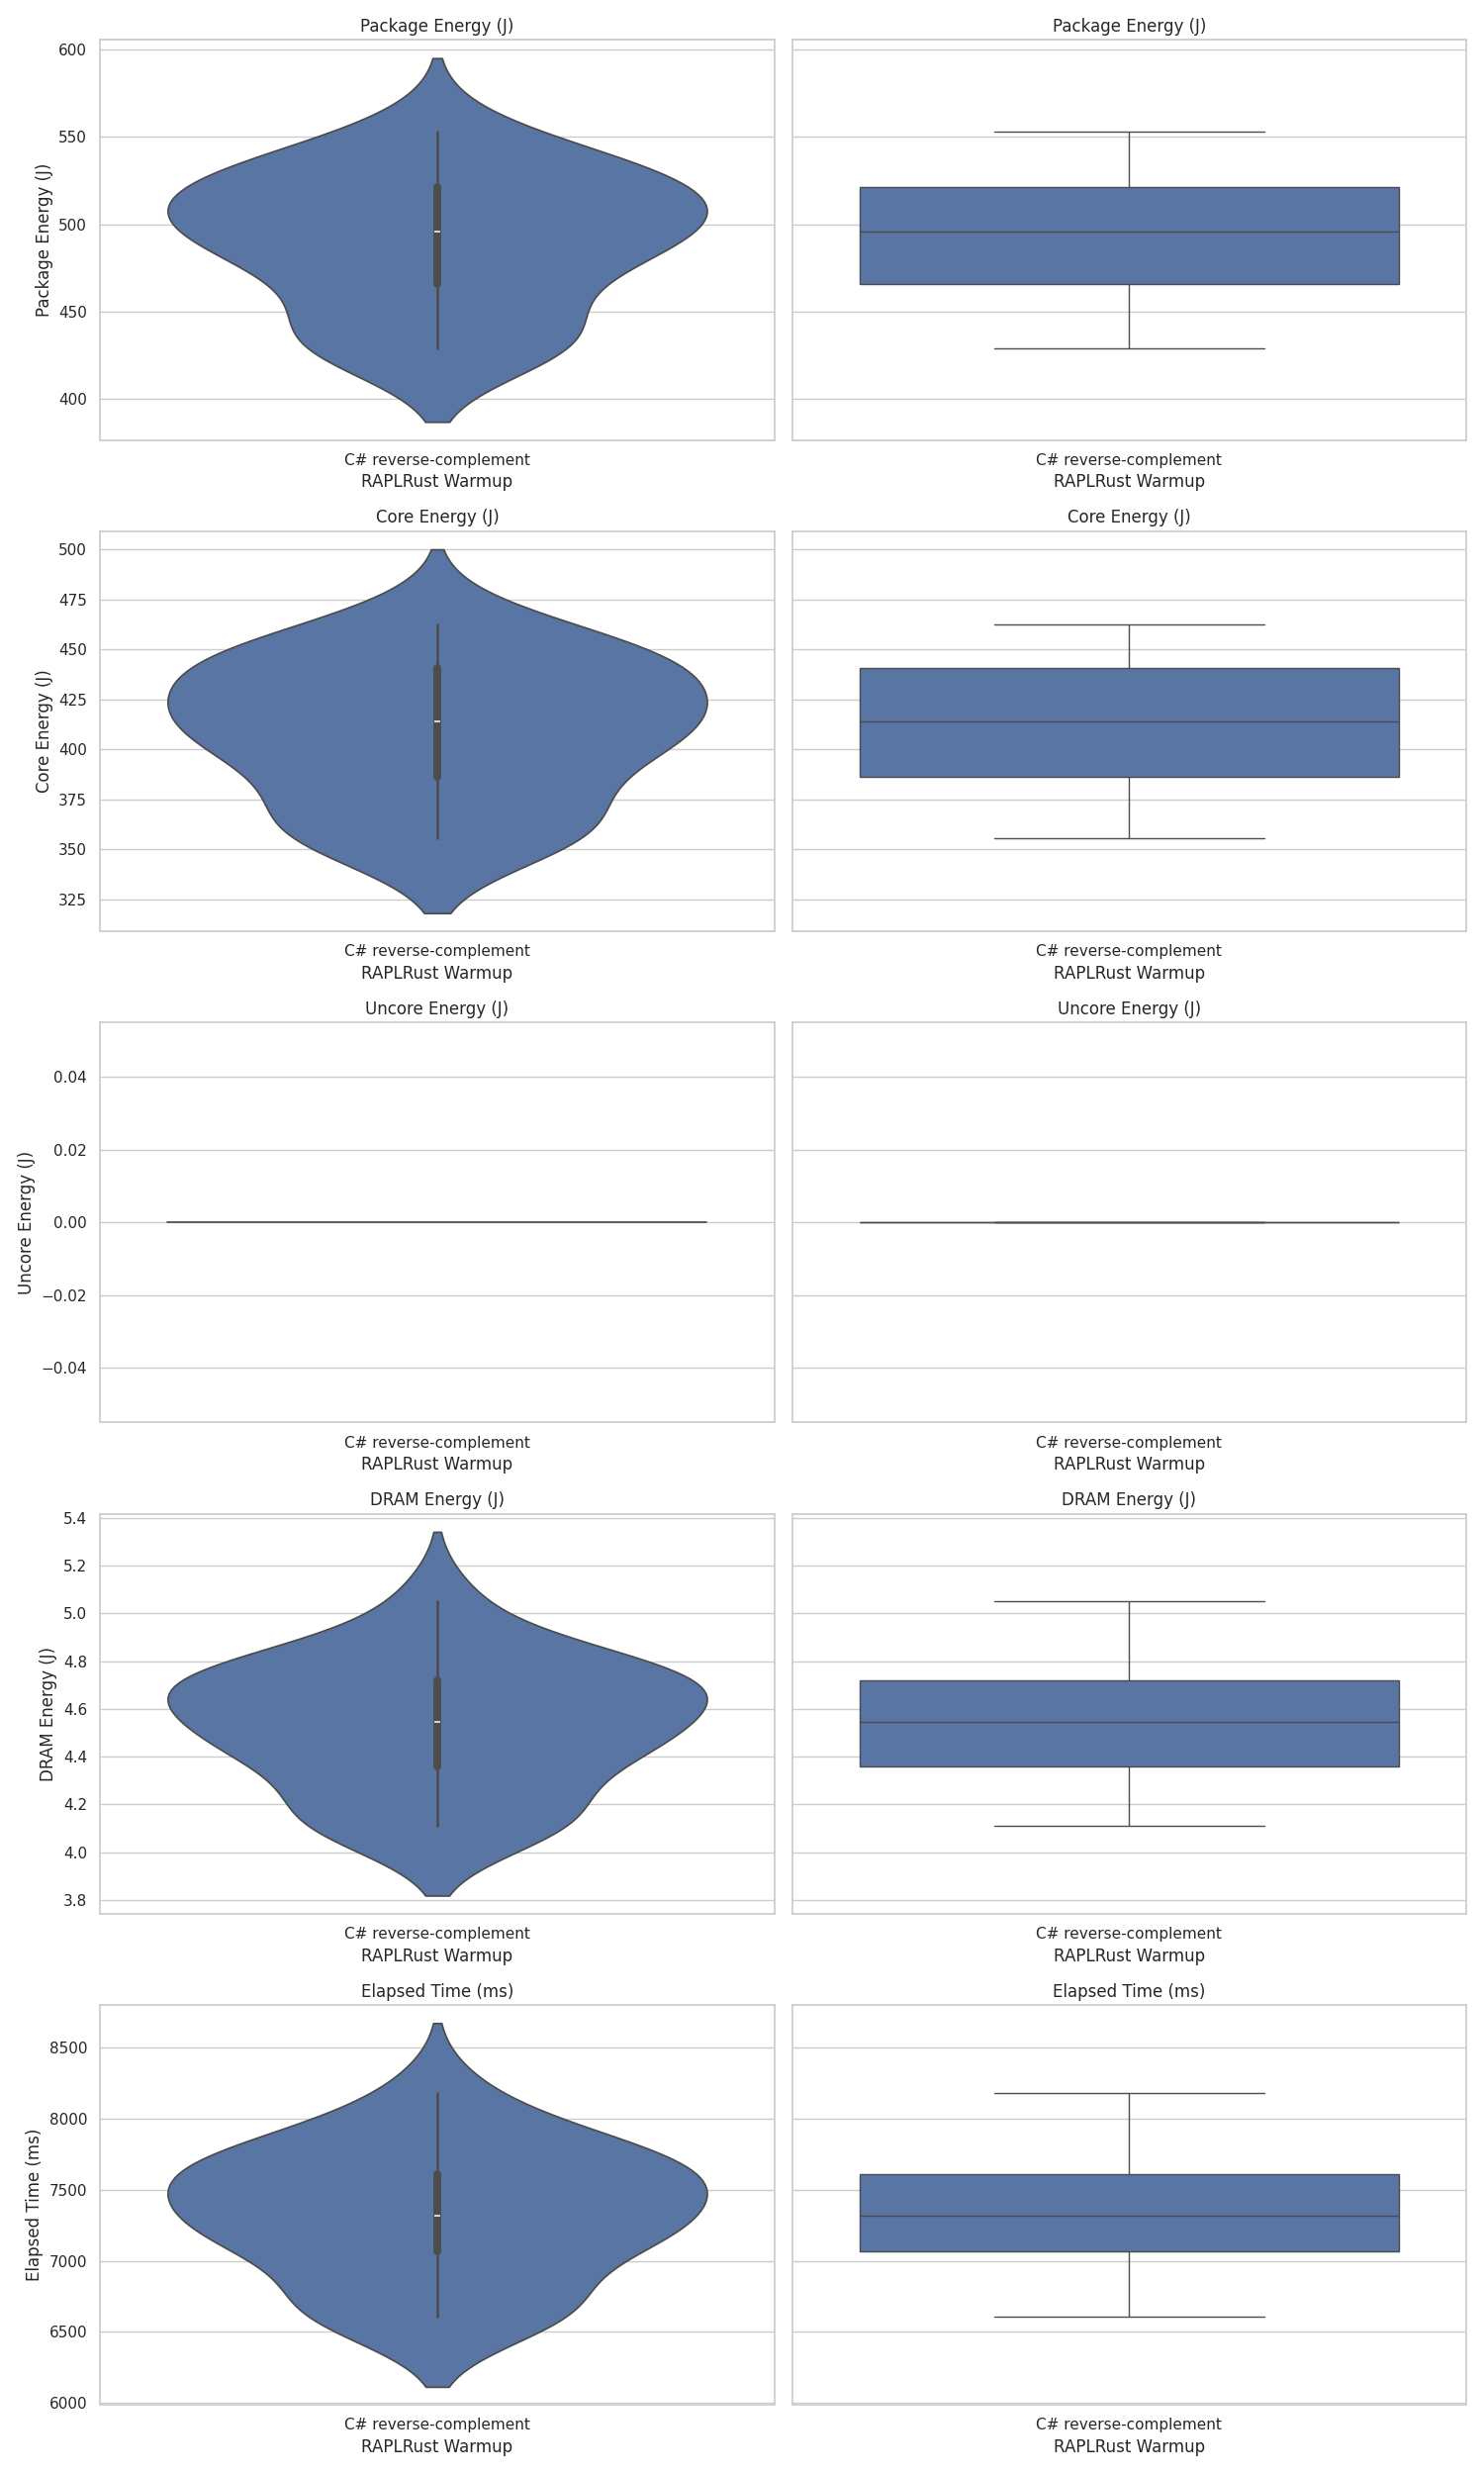 Package Energy (J)
Package Energy (J)
Package Energy (J)
600
550
500
450
400
C# reverse-complement
RAPLRust Warmup
C# reverse-complement
RAPLRust Warmup
Core Energy (J)
Core Energy (J)
Core Energy (J)
500
475
450
425
400
375
350
325
C# reverse-complement
RAPLRust Warmup
C# reverse-complement
RAPLRust Warmup
Uncore Energy (J)
Uncore Energy (J)
Uncore Energy (J)
0.04
0.02
0.00
−0.02
−0.04
C# reverse-complement
RAPLRust Warmup
C# reverse-complement
RAPLRust Warmup
DRAM Energy (J)
DRAM Energy (J)
DRAM Energy (J)
5.4
5.2
5.0
4.8
4.6
4.4
4.2
4.0
3.8
C# reverse-complement
RAPLRust Warmup
C# reverse-complement
RAPLRust Warmup
Elapsed Time (ms)
Elapsed Time (ms)
Elapsed Time (ms)
8500
8000
7500
7000
6500
6000
C# reverse-complement
RAPLRust Warmup
C# reverse-complement
RAPLRust Warmup